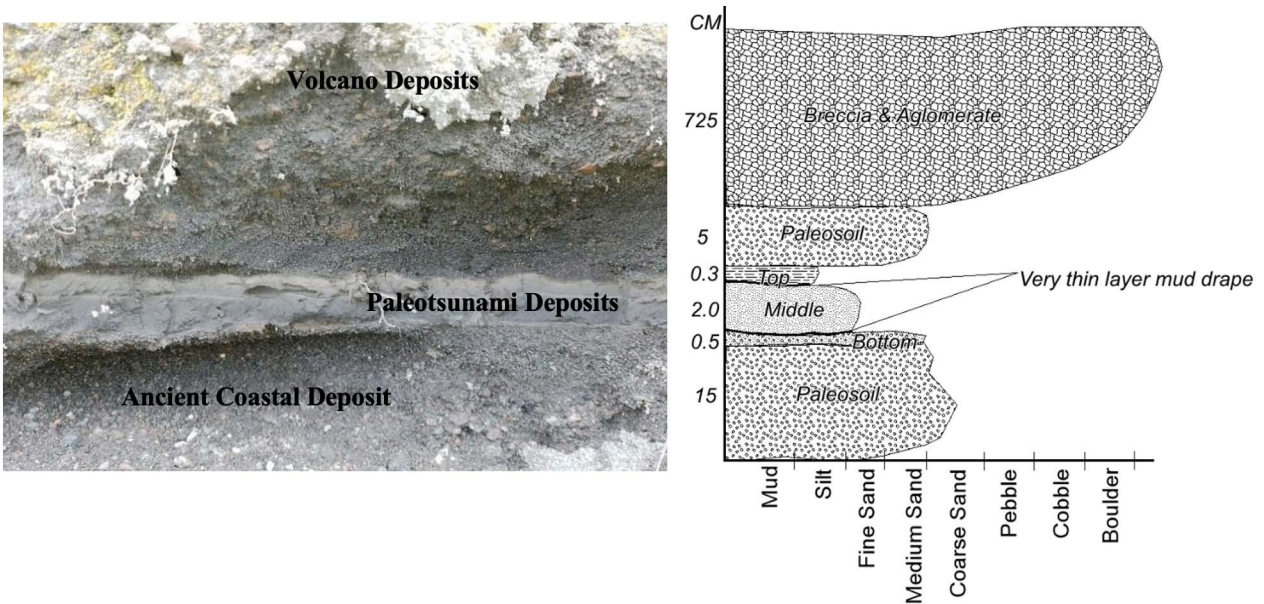 Volcano Deposits
Paleotsunami Deposits
Ancient Coastal Deposit
CM
725
Breccia & Aglomerate
5
Paleosoil
0.3
Top
Very thin layer mud drape
2.0
Middle
0.5
Bottom
15
Paleosoil
Mud
Silt
Fine Sand
Medium Sand
Coarse Sand
Pebble
Cobble
Boulder